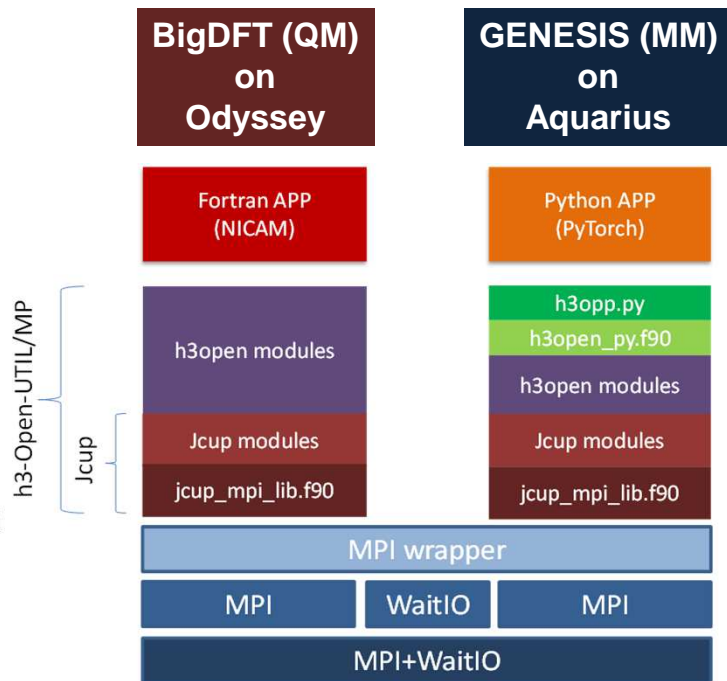 BigDFT (QM)
on
Odyssey
GENESIS (MM)
on
Aquarius
Fortran APP
(NICAM)
Python APP
(PyTorch)
h3-Open-UTIL/MP
Jcup
h3open modules
Jcup modules
jcup_mpi_lib.f90
h3opp.py
h3open_py.f90
h3open modules
Jcup modules
jcup_mpi_lib.f90
MPI wrapper
MPI
WaitIO
MPI
MPI+WaitIO